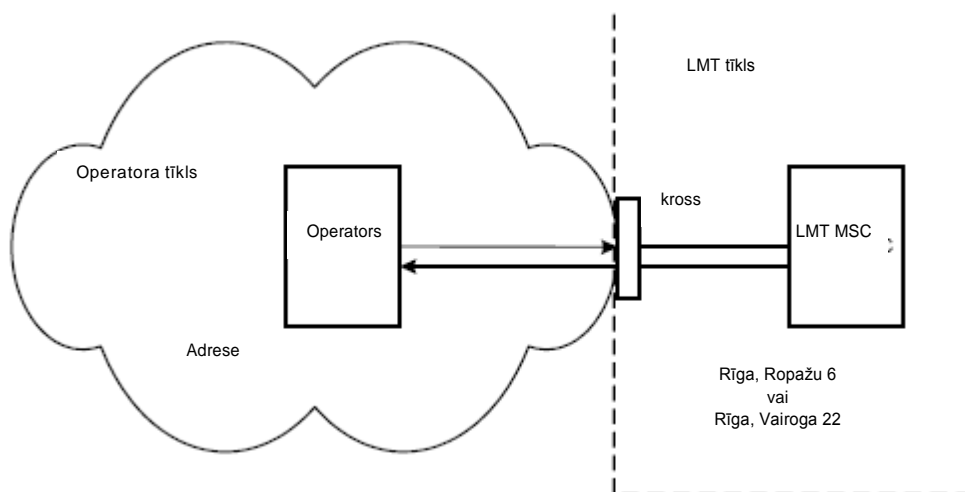 LMT tīkls
Operatora tīkls
kross
Operators
LMT MSC
Adrese
Rīga, Ropažu 6
vai
Rīga, Vairoga 22